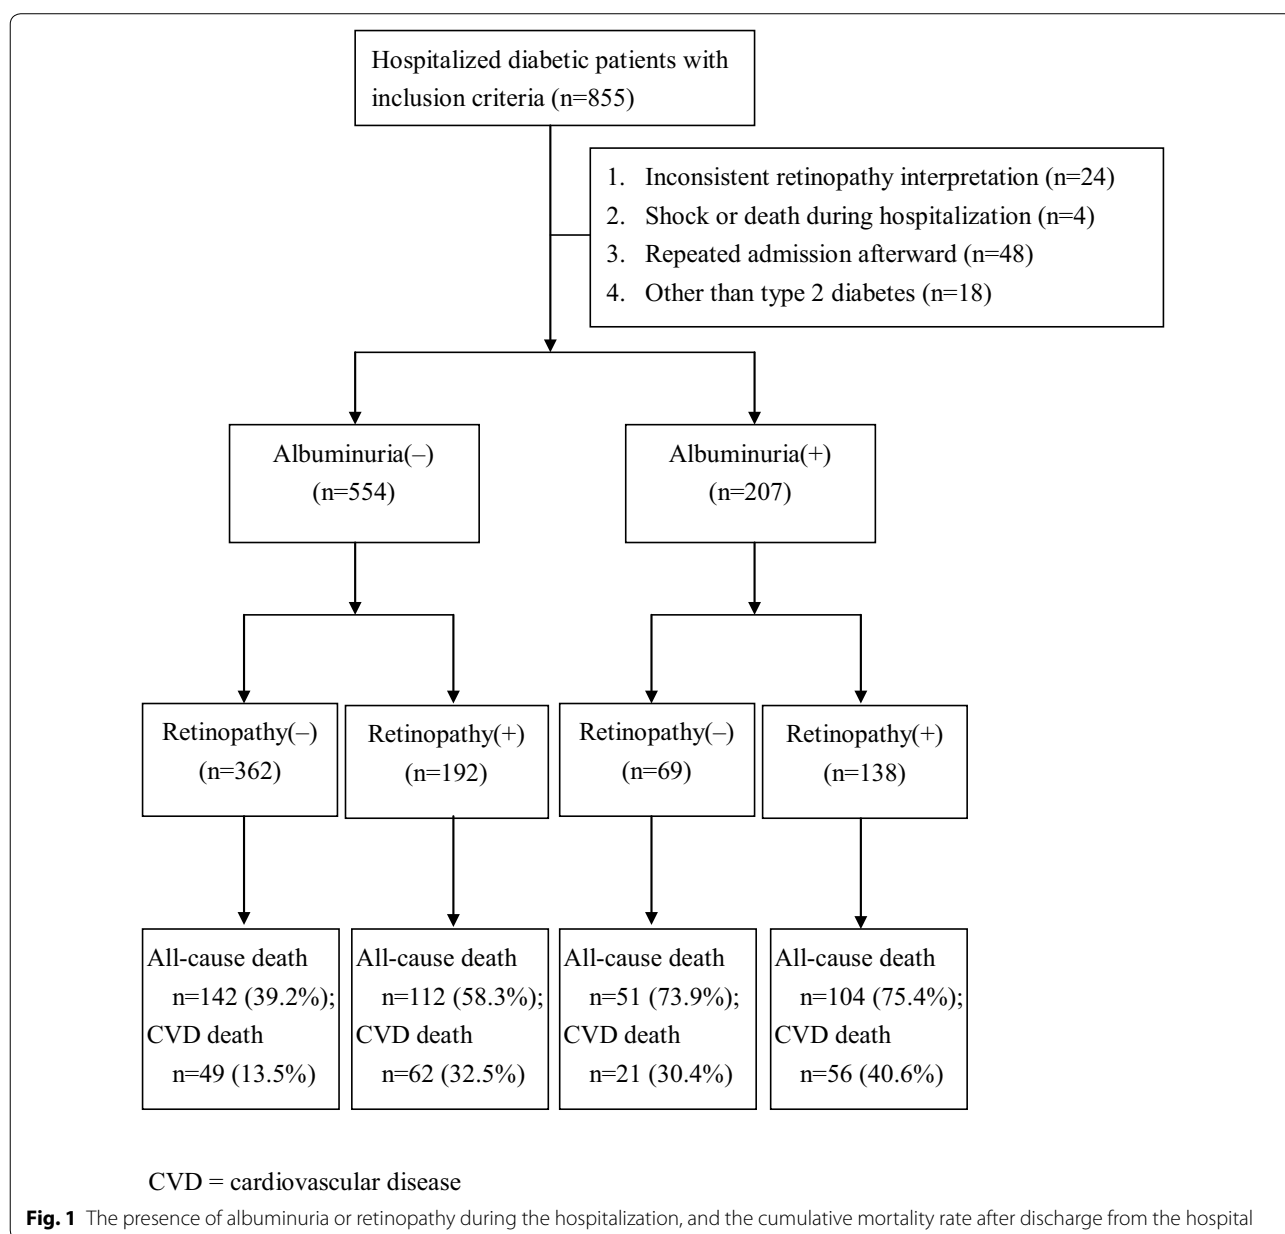 Hospitalized diabetic patients with
inclusion criteria (n=855)
1. Inconsistent retinopathy interpretation (n=24)
2. Shock or death during hospitalization (n=4)
3. Repeated admission afterward (n=48)
4. Other than type 2 diabetes (n=18)
Albuminuria(–)
(n=554)
Albuminuria(+)
(n=207)
Retinopathy(–)
(n=362)
Retinopathy(+)
(n=192)
Retinopathy(–)
(n=69)
Retinopathy(+)
(n=138)
All-cause death
n=142 (39.2%);
CVD death
n=49 (13.5%)
All-cause death
n=112 (58.3%);
CVD death
n=62 (32.5%)
All-cause death
n=51 (73.9%);
CVD death
n=21 (30.4%)
All-cause death
n=104 (75.4%);
CVD death
n=56 (40.6%)
CVD = cardiovascular disease
Fig. 1 The presence of albuminuria or retinopathy during the hospitalization, and the cumulative mortality rate after discharge from the hospital